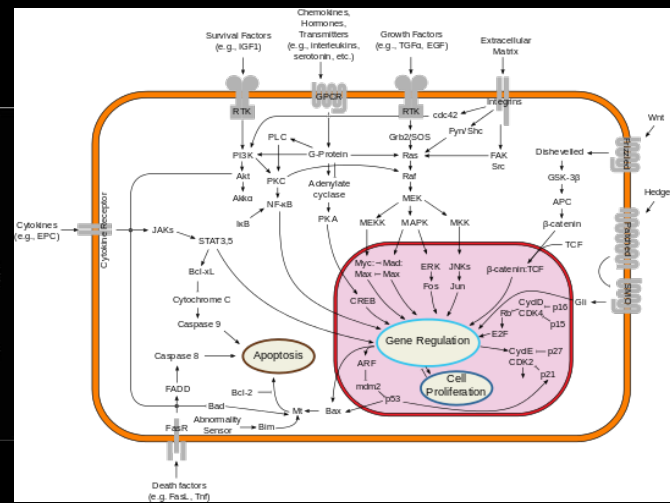 Chemokines,
Hormones,
Transmitters
(e.g., interleukins,
serotonin, etc.)
Survival Factors
(e.g., IGF1)
Growth Factors
(e.g., TGFα, EGF)
Extracellular
Matrix
RTK
GPCR
RTK
Integrins
cdc42
Wnt
PLC
Grb2/SOS
Fyn/Shc
Frizzled
Dishevelled
PI3K
G-Protein
Ras
FAK
Src
GSK-3β
Akt
PKC
Adenylate
cyclase
Raf
Akkα
NF-κB
MEK
APC
Hedge
IκB
PKA
MEKK
MAPK
MKK
β-catenin
TCF
Patched
Cytokines
(e.g., EPC)
Cytokine Receptor
JAKs
STAT3,5
Bcl-xL
Myc:
Mad:
Max
Max
ERK
Fos
JNKs
Jun
β-catenin:TCF
SMO
Cytochrome C
CREB
Gli
CycID
p16
Rb
CDK4
p15
E2F
Caspase 9
Gene Regulation
Caspase 8
Apoptosis
ARF
CycIE
p27
CDK2
p21
FADD
mdm2
Cell
Proliferation
Bcl-2
p53
Bad
Mt
Bax
Abnormality
Sensor
Bim
FasR
Death factors
(e.g. FasL, Tnf)